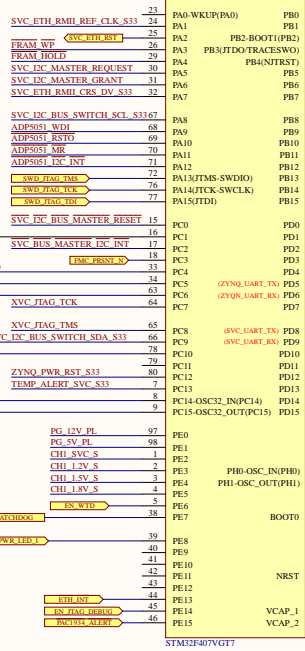 23 PA0-WKUP(PA0) PB0
SVC_ETH_RMII_REF_CLK_S33 24 PA1 PB1
SVC_ETH_RST 25 PA2 PB2-BOOT1(PB2)
FRAM_WP 26 PA3 PB3(JTDO/TRACESWO)
FRAM_HOLD 29 PA4 PB4(NJTRST)
SVC_I2C_MASTER_REQUEST 30 PA5 PB5
SVC_I2C_MASTER_GRANT 31 PA6 PB6
SVC_ETH_RMII_CRS_DV_S33 32 PA7 PB7
SVC_I2C_BUS_SWITCH_SCL_S33 67 PA8 PB8
ADP5051_WDI 68 PA9 PB9
ADP5051_RSTO 69 PA10 PB10
ADP5051_MR 70 PA11 PB11
ADP5051_I2C_INT 71 PA12 PB12
SWD_JTAG_TMS 72 PA13(JTMS-SWDIO) PB13
SWD_JTAG_TCK 76 PA14(JTCK-SWCLK) PB14
SWD_JTAG_TDI 77 PA15(JTDI) PB15
SVC_I2C_BUS_MASTER_RESET 15 PC0 PD0
16 PC1 PD1
SVC_BUS_MASTER_I2C_INT 17 PC2 PD2
FMC_PRSNT_N 18 PC3 PD3
33 PC4 PD4
34 PC5 (ZYNQ_UART_TX) PD5
63 PC6 (ZYQN_UART_RX) PD6
XVC_JTAG_TCK 64 PC7 PD7
XVC_JTAG_TMS 65 PC8 (SVC_UART_TX) PD8
C_I2C_BUS_SWITCH_SDA_S33 66 PC9 (SVC_UART_RX) PD9
78 PC10 PD10
79 PC11 PD11
ZYNQ_PWR_RST_S33 80 PC12 PD12
TEMP_ALERT_SVC_S33 7 PC13 PD13
8 PC14-OSC32_IN(PC14) PD14
9 PC15-OSC32_OUT(PC15) PD15
PG_12V_PL 97 PE0
PG_5V_PL 98 PE1
CH1_SVC_S 1 PE2
CH1_1.2V_S 2 PE3 PH0-OSC_IN(PH0)
CH1_1.5V_S 3 PE4 PH1-OSC_OUT(PH1)
CH1_1.8V_S 4 PE5
EN_WTD 5 PE6
ATCHDOG 38 PE7 BOOT0
PWR_LED_1 39 PE8
40 PE9
41 PE10
42 PE11 NRST
43 PE12
ETH_INT 44 PE13
EN_JTAG_DEBUG 45 PE14 VCAP_1
PAC1934_ALERT 46 PE15 VCAP_2
STM32F407VGT7